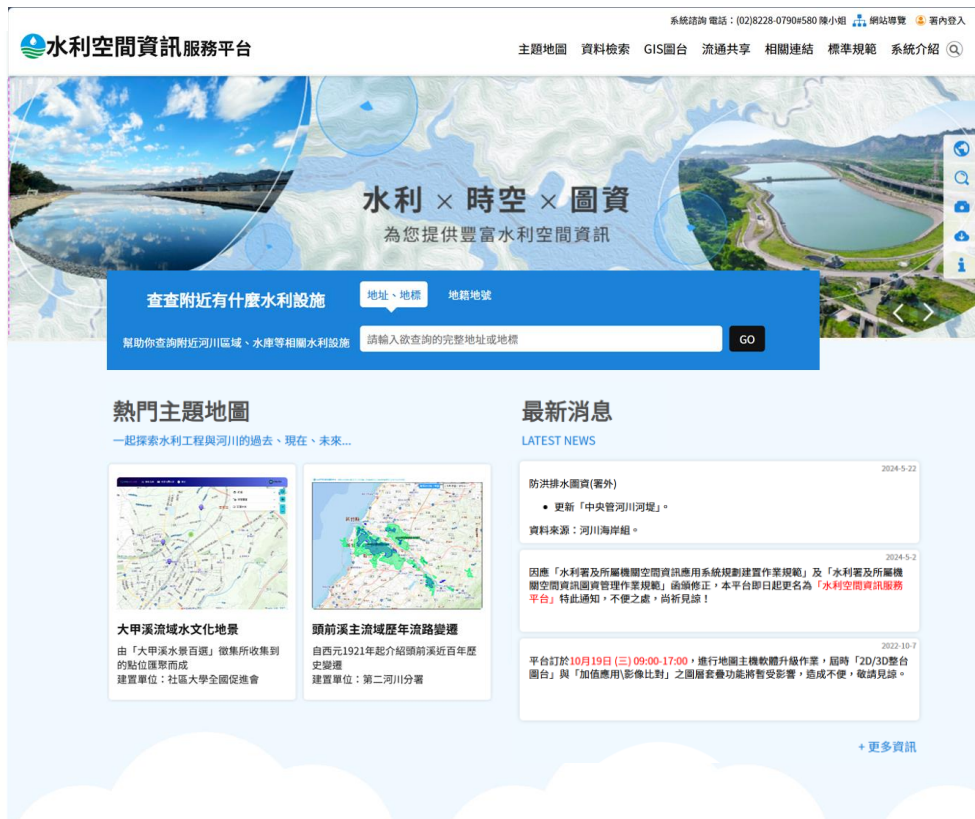 系統諮詢 電話：(02)8228-0790#580 陳小姐 網站導覽 署內登入
水利空間資訊服務平台
主題地圖 資料檢索 GIS圖台 流通共享 相關連結 標準規範 系統介紹
水利 × 時空 × 圖資
為您提供豐富水利空間資訊
查查附近有什麼水利設施
地址、地標 地籍地號
幫助你查詢附近河川區域、水庫等相關水利設施
請輸入欲查詢的完整地址或地標
GO
熱門主題地圖
一起探索水利工程與河川的過去、現在、未來...
大甲溪流域水文化地景
由「大甲溪水景百選」徵集所收集到
的點位匯聚而成
建置單位：社區大學全國促進會
頭前溪主流域歷年流路變遷
自西元1921年起介紹頭前溪近百年歷
史變遷
建置單位：第二河川分署
最新消息
LATEST NEWS
2024-5-22
防洪排水圖資(署外)
• 更新「中央管河川河堤」。
資料來源：河川海岸組。
2024-5-2
因應「水利署及所屬機關空間資訊應用系統規劃建置作業規範」及「水利署及所屬機
關空間資訊圖資管理作業規範」函頒修正，本平台即日起更名為「水利空間資訊服務
平台」特此通知，不便之處，尚祈見諒！
2022-10-7
平台訂於10月19日 (三) 09:00-17:00，進行地圖主機軟體升級作業，屆時「2D/3D整合
圖台」與「加值應用\影像比對」之圖層套疊功能將暫受影響，造成不便，敬請見諒。
+ 更多資訊